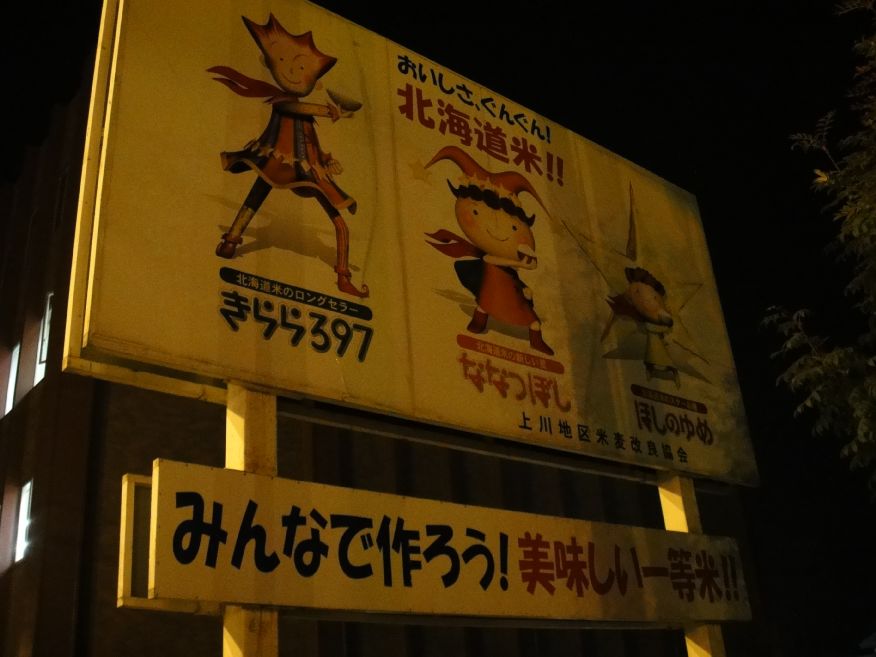 おいしさ、ぐんぐん!
北海道米!!
北海道米のロングセラー
きらら397
北海道米の新しい星
ななつぼし
ほしのゆめ
上川地区米麦改良協会
みんなで作ろう!美味しい一等米!!